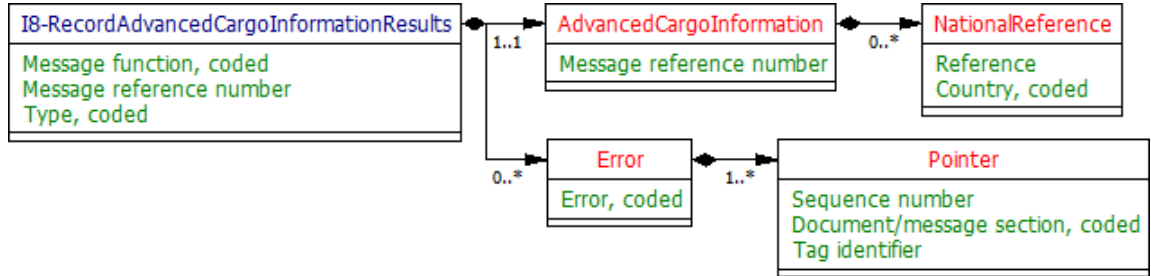 I8-RecordAdvancedCargoInformationResults
Message function, coded
Message reference number
Type, coded
1..1
AdvancedCargoInformation
Message reference number
0..*
NationalReference
Reference
Country, coded
0..*
Error
Error, coded
1..*
Pointer
Sequence number
Document/message section, coded
Tag identifier